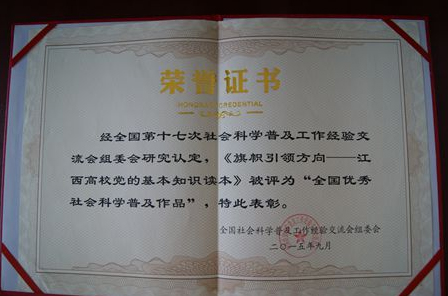 荣誉证书
HONORARY CREDENTIAL
经全国第十七次社会科学普及工作经验交
流会组委会研究认定，《旗帜引领方向——江
西高校党的基本知识读本》被评为“全国优秀
社会科学普及作品”，特此表彰。
全国社会科学普及工作经验交流会组委会
二〇一五年九月